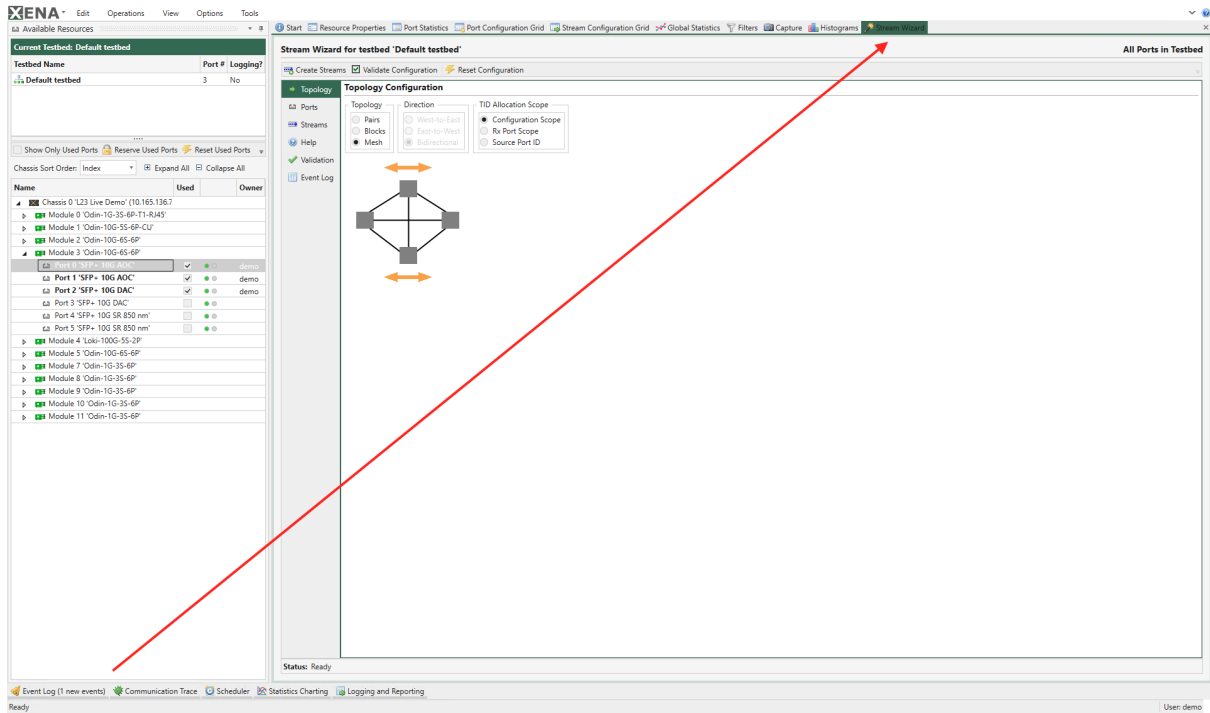 XENA Edit Operations View Options Tools
Available Resources
Start Resource Properties Port Statistics Port Configuration Grid Stream Configuration Grid Global Statistics Filters Capture Histograms Stream Wizard
Current Testbed: Default testbed
Testbed Name Port # Logging?
Default testbed 3 No
Show Only Used Ports Reserve Used Ports Reset Used Ports
Chassis Sort Order: Index Expand All Collapse All
Name Used Owner
Chassis 0 'L23 Live Demo' (10.165.136.7
Module 0 'Odin-1G-3S-6P-T1-RJ45'
Module 1 'Odin-10G-5S-6P-CU'
Module 2 'Odin-10G-6S-6P'
Module 3 'Odin-10G-6S-6P'
Port 0 'SFP+ 10G AOC' demo
Port 1 'SFP+ 10G AOC' demo
Port 2 'SFP+ 10G DAC' demo
Port 3 'SFP+ 10G DAC'
Port 4 'SFP+ 10G SR 850 nm'
Port 5 'SFP+ 10G SR 850 nm'
Module 4 'Loki-100G-5S-2P'
Module 5 'Odin-10G-6S-6P'
Module 7 'Odin-1G-3S-6P'
Module 8 'Odin-1G-3S-6P'
Module 9 'Odin-1G-3S-6P'
Module 10 'Odin-1G-3S-6P'
Module 11 'Odin-1G-3S-6P'
Stream Wizard for testbed 'Default testbed' All Ports in Testbed
Create Streams Validate Configuration Reset Configuration
Topology
Ports
Streams
Help
Validation
Event Log
Topology Configuration
Topology Direction TID Allocation Scope
Pairs West-to-East Configuration Scope
Blocks East-to-West Rx Port Scope
Mesh Bidirectional Source Port ID
Status: Ready
Event Log (1 new events) Communication Trace Scheduler Statistics Charting Logging and Reporting
Ready User: demo